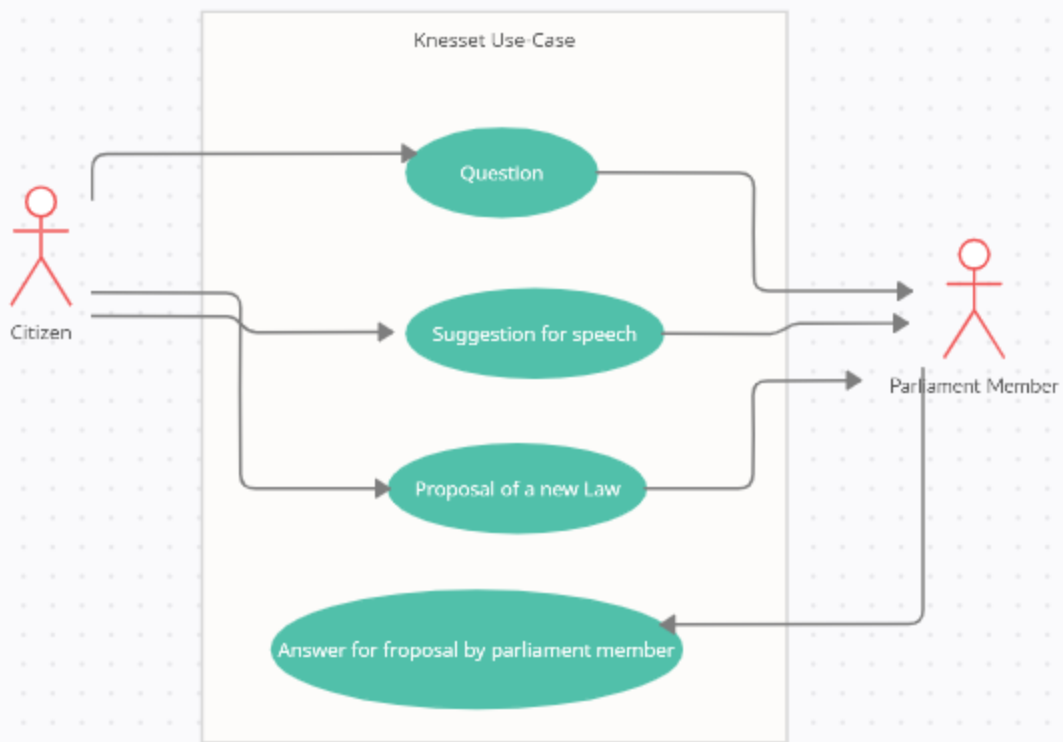 Knesset Use-Case
Question
Citizen
Suggestion for speech
Parliament Member
Proposal of a new Law
Answer for froposal by parliament member